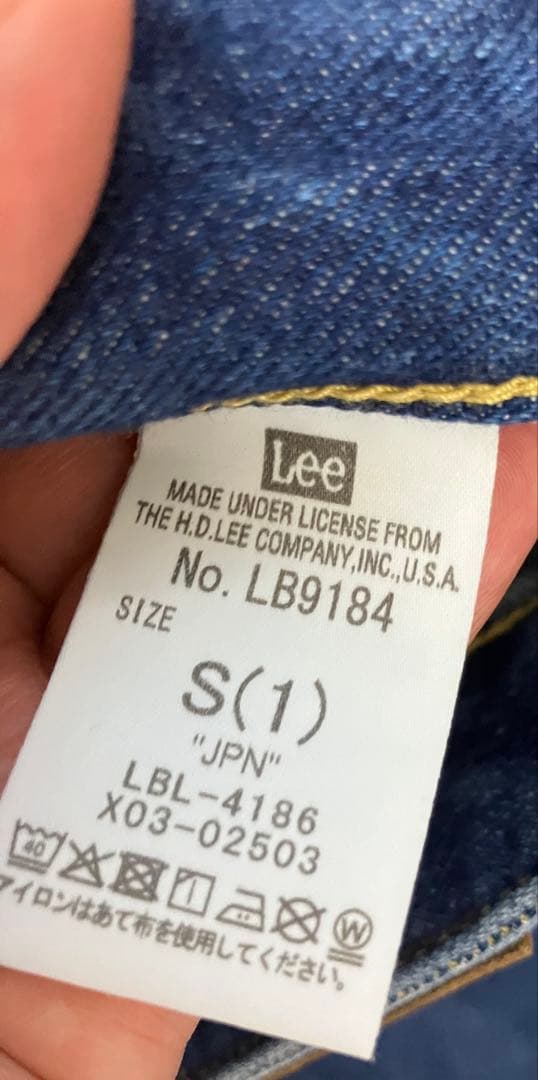 Lee
MADE UNDER LICENSE FROM
THE H.D.LEE COMPANY,INC.,U.S.A.
No. LB9184
SIZE
S(1)
"JPN"
LBL-4186
X03-02503
40
W
アイロンはあて布を使用してください。